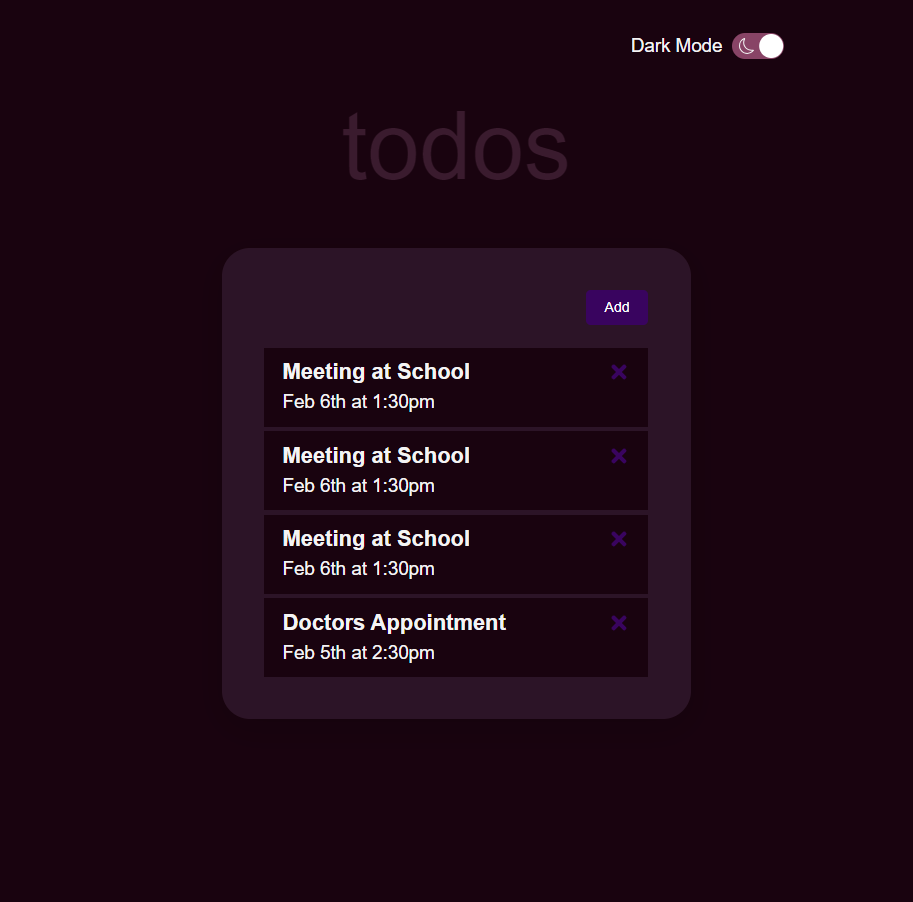 Dark Mode
todos
Add
Meeting at School
Feb 6th at 1:30pm
Meeting at School
Feb 6th at 1:30pm
Meeting at School
Feb 6th at 1:30pm
Doctors Appointment
Feb 5th at 2:30pm